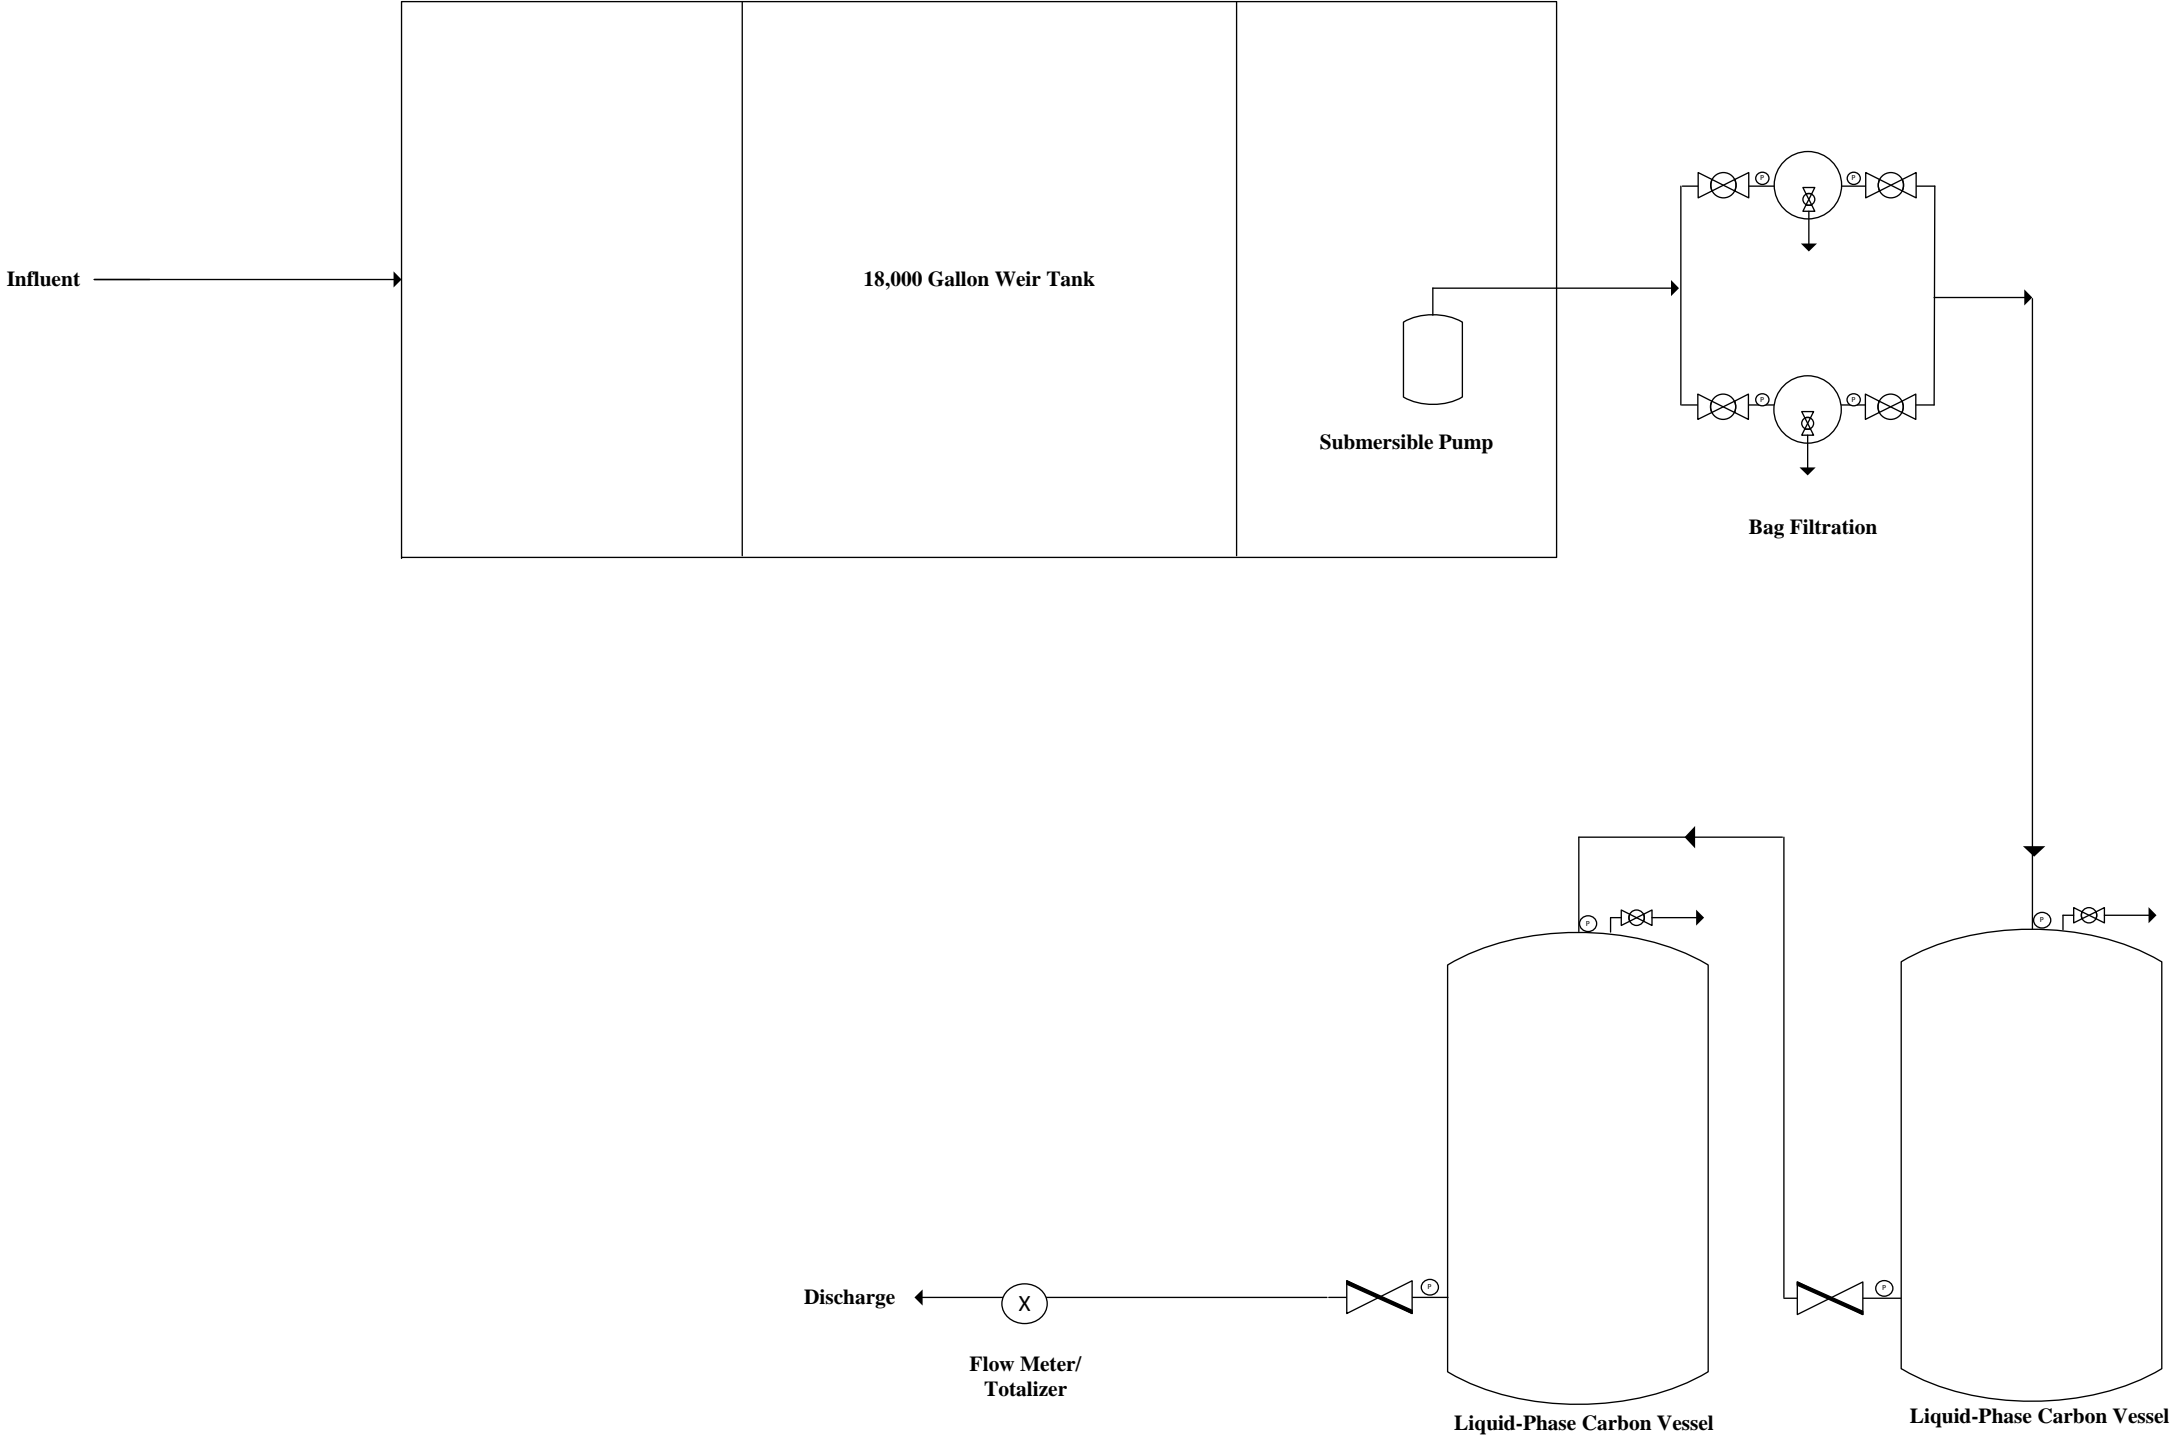 Influent
18,000 Gallon Weir Tank
Submersible Pump
P
P
P
P
Bag Filtration
P
P
P
P
Discharge
X
Flow Meter/
Totalizer
Liquid-Phase Carbon Vessel
Liquid-Phase Carbon Vessel